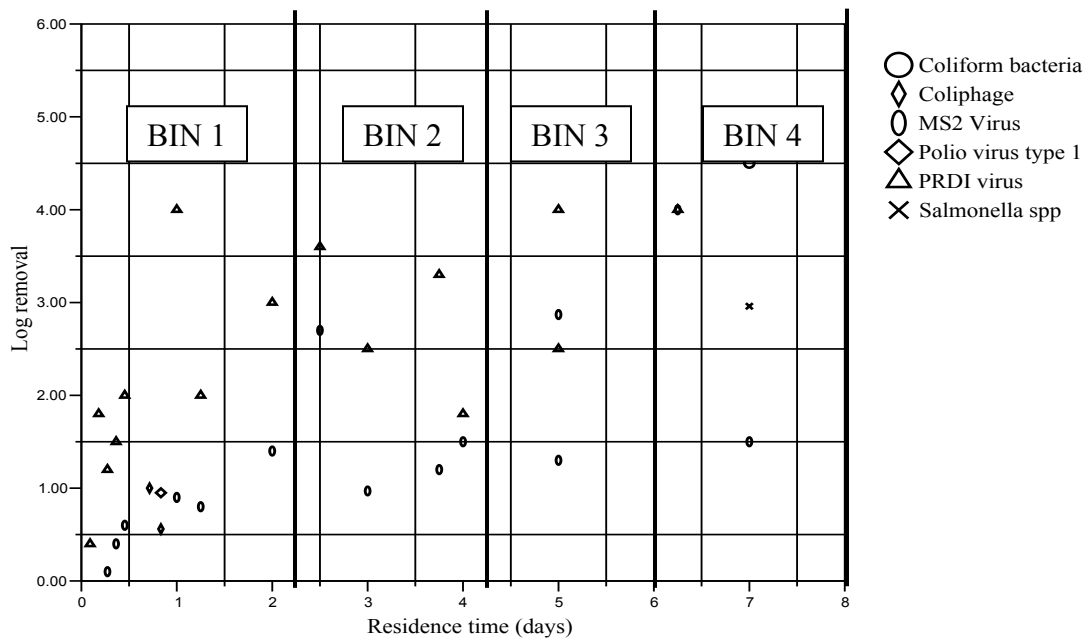 6.00
5.00
4.00
3.00
2.00
1.00
0.00
Log removal
BIN 1
BIN 2
BIN 3
BIN 4
0 1 2 3 4 5 6 7 8
Residence time (days)
Coliform bacteria
Coliphage
MS2 Virus
Polio virus type 1
PRDI virus
Salmonella spp